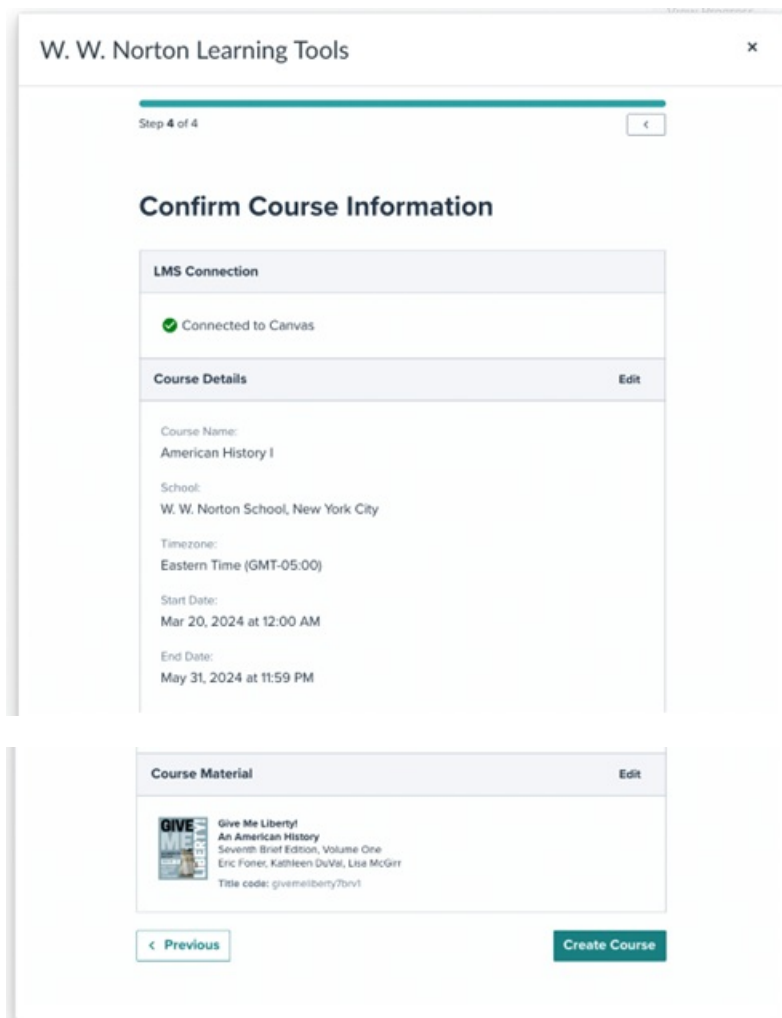 W. W. Norton Learning Tools
×
Step 4 of 4
<
Confirm Course Information
LMS Connection
Connected to Canvas
Course Details
Edit
Course Name:
American History I
School:
W. W. Norton School, New York City
Timezone:
Eastern Time (GMT-05:00)
Start Date:
Mar 20, 2024 at 12:00 AM
End Date:
May 31, 2024 at 11:59 PM
Course Material
Edit
GIVE
ME
LIBERTY!
Give Me Liberty!
An American History
Seventh Brief Edition, Volume One
Eric Foner, Kathleen DuVal, Lisa McGirr
Title code: givemeliberty7brv1
< Previous
Create Course